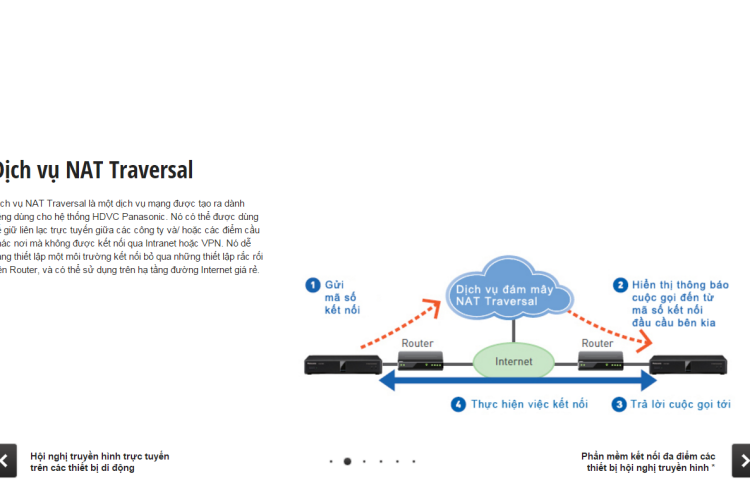 Dịch vụ NAT Traversal
ịch vụ NAT Traversal là một dịch vụ mạng được tạo ra dành
êng dùng cho hệ thống HDVC Panasonic. Nó có thể được dùng
ể giữ liên lạc trực tuyến giữa các công ty và/ hoặc các điểm cầu
hác nơi mà không được kết nối qua Intranet hoặc VPN. Nó dễ
àng thiết lập một môi trường kết nối bỏ qua những thiết lập rắc rối
ên Router, và có thể sử dụng trên hạ tầng đường Internet giá rẻ.
1 Gửi
mã số
kết nối
Dịch vụ đám mây
NAT Traversal
2 Hiển thị thông báo
cuộc gọi đến từ
mã số kết nối
đầu cầu bên kia
Router
Router
Internet
4 Thực hiện việc kết nối
3 Trả lời cuộc gọi tới
Hội nghị truyền hình trực tuyến
trên các thiết bị di động
Phần mềm kết nối đa điểm các
thiết bị hội nghị truyền hình "